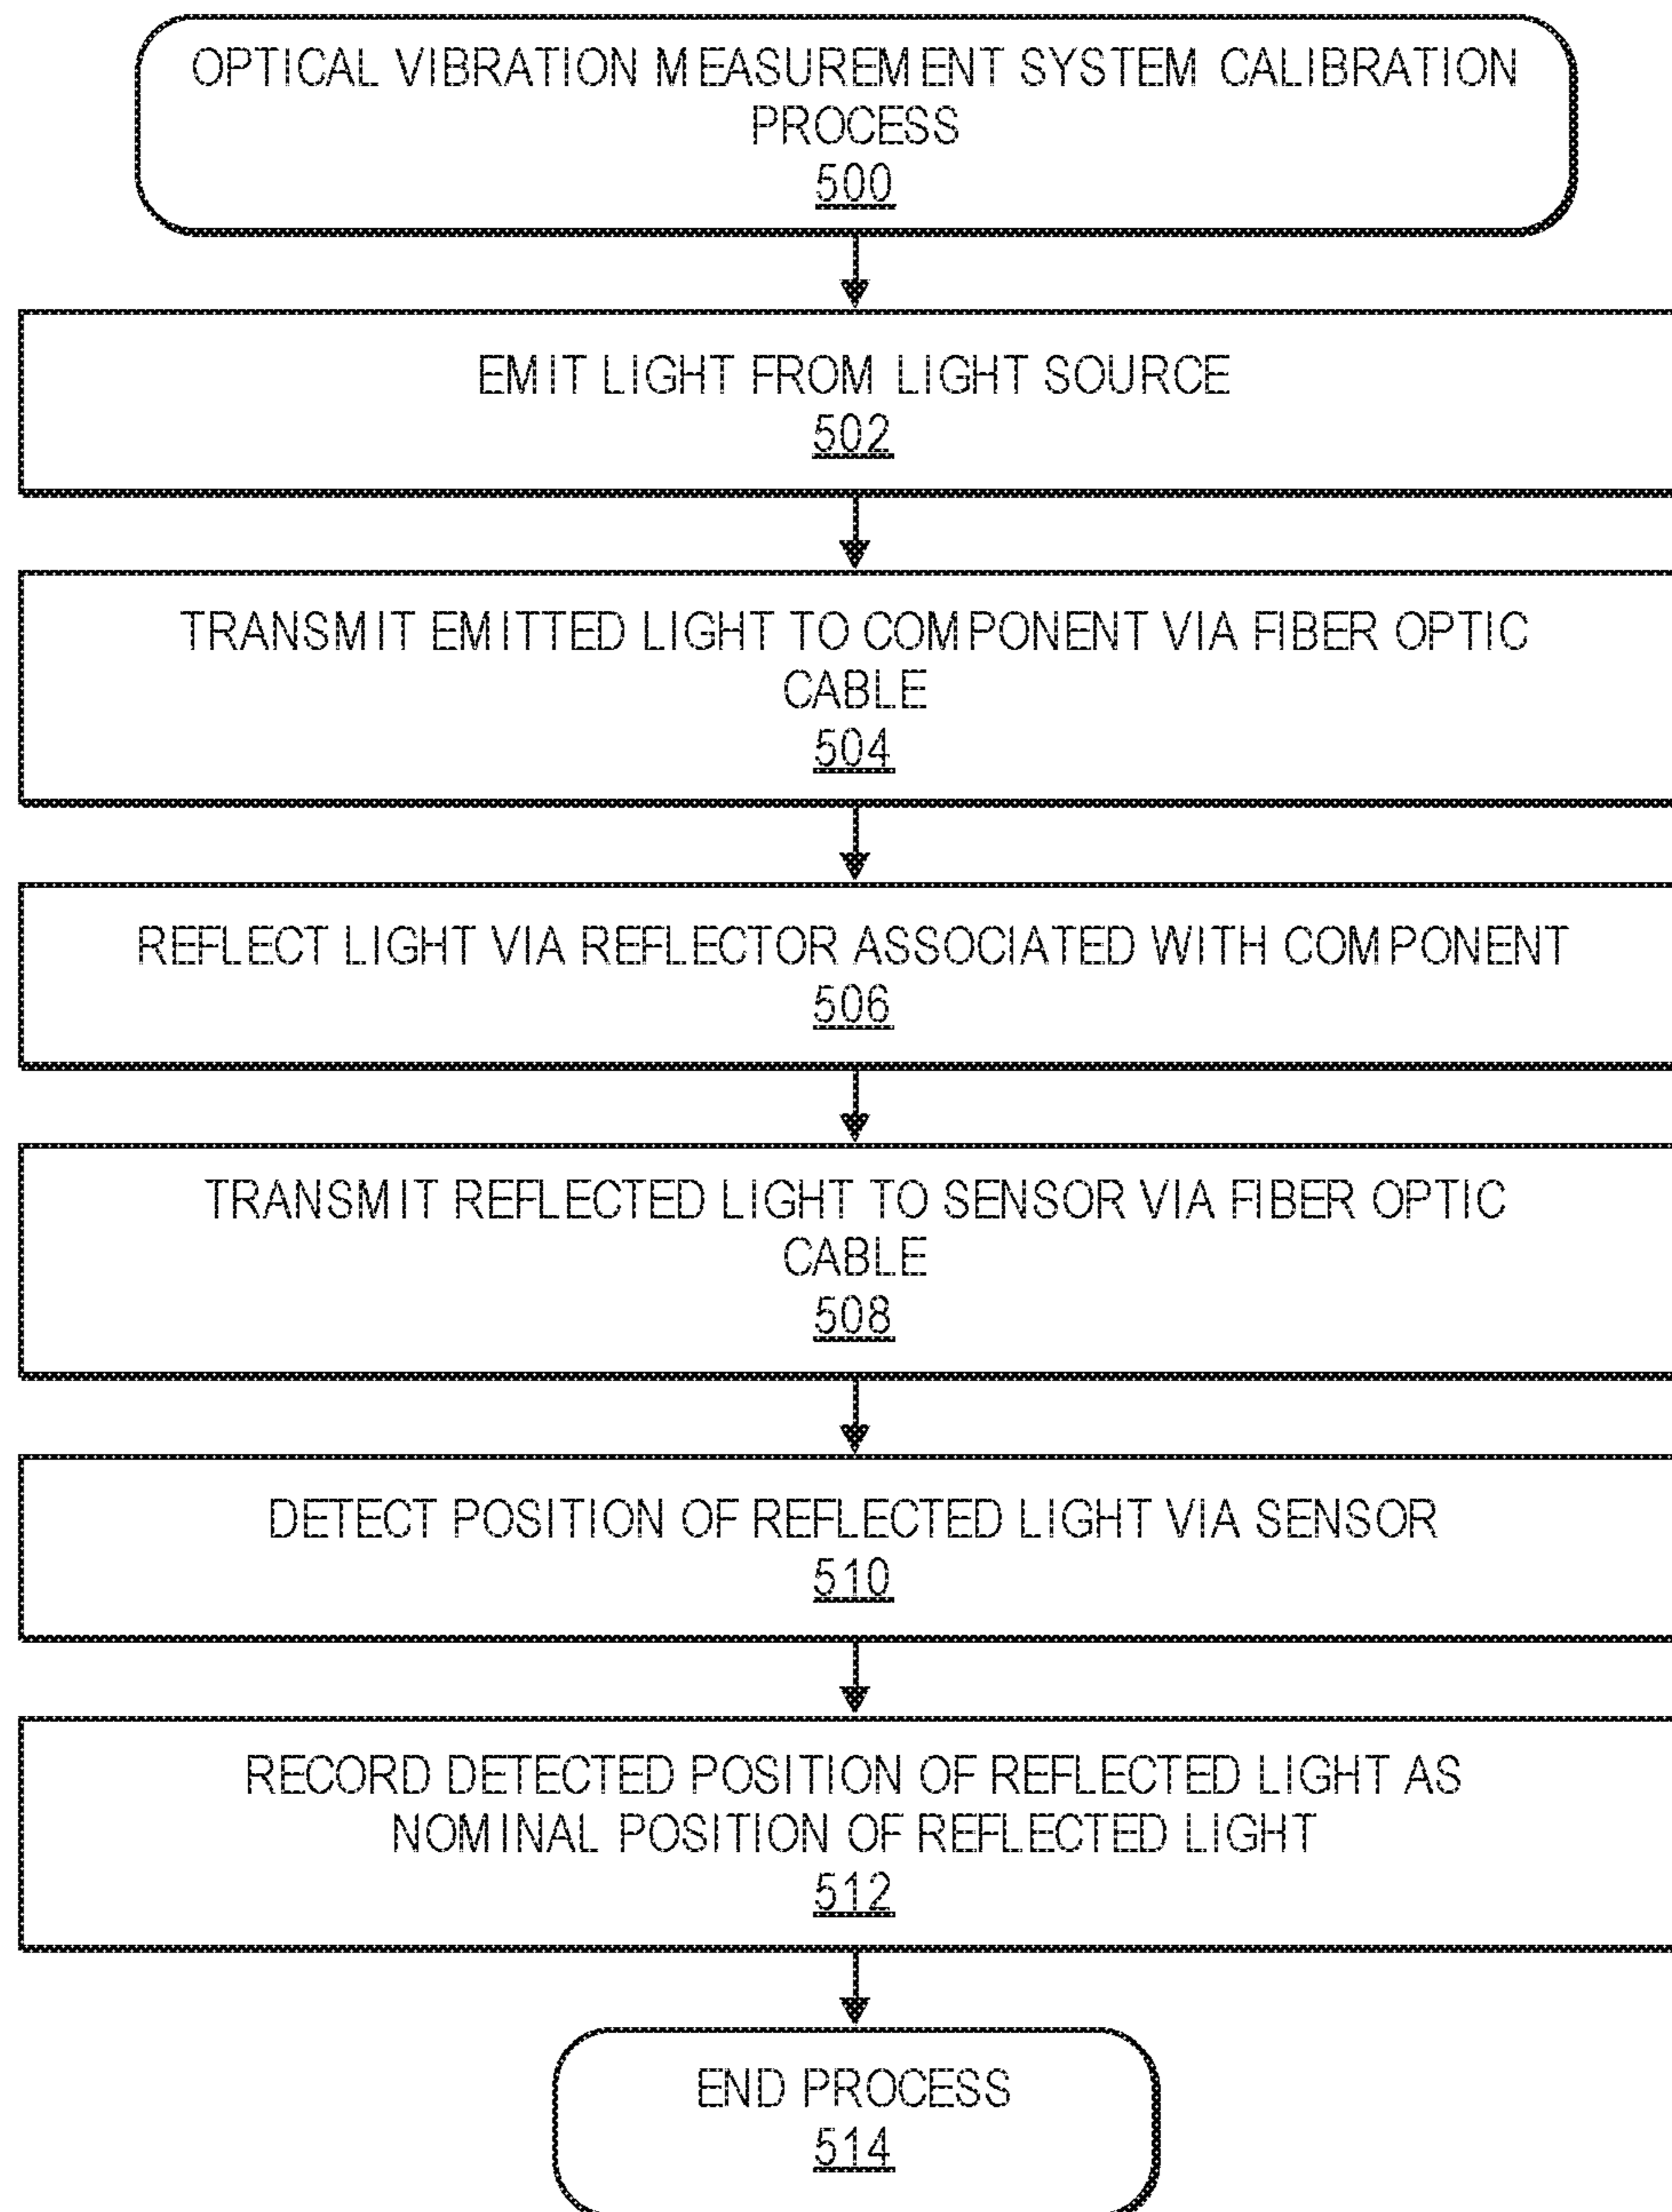 OPTICAL VIBRATION MEASUREMENT SYSTEM CALIBRATION
PROCESS
500
EMIT LIGHT FROM LIGHT SOURCE
502
TRANSMIT EMITTED LIGHT TO COMPONENT VIA FIBER OPTIC
CABLE
504
REFLECT LIGHT VIA REFLECTOR ASSOCIATED WITH COMPONENT
506
TRANSMIT REFLECTED LIGHT TO SENSOR VIA FIBER OPTIC
CABLE
508
DETECT POSITION OF REFLECTED LIGHT VIA SENSOR
510
RECORD DETECTED POSITION OF REFLECTED LIGHT AS
NOMINAL POSITION OF REFLECTED LIGHT
512
END PROCESS
514